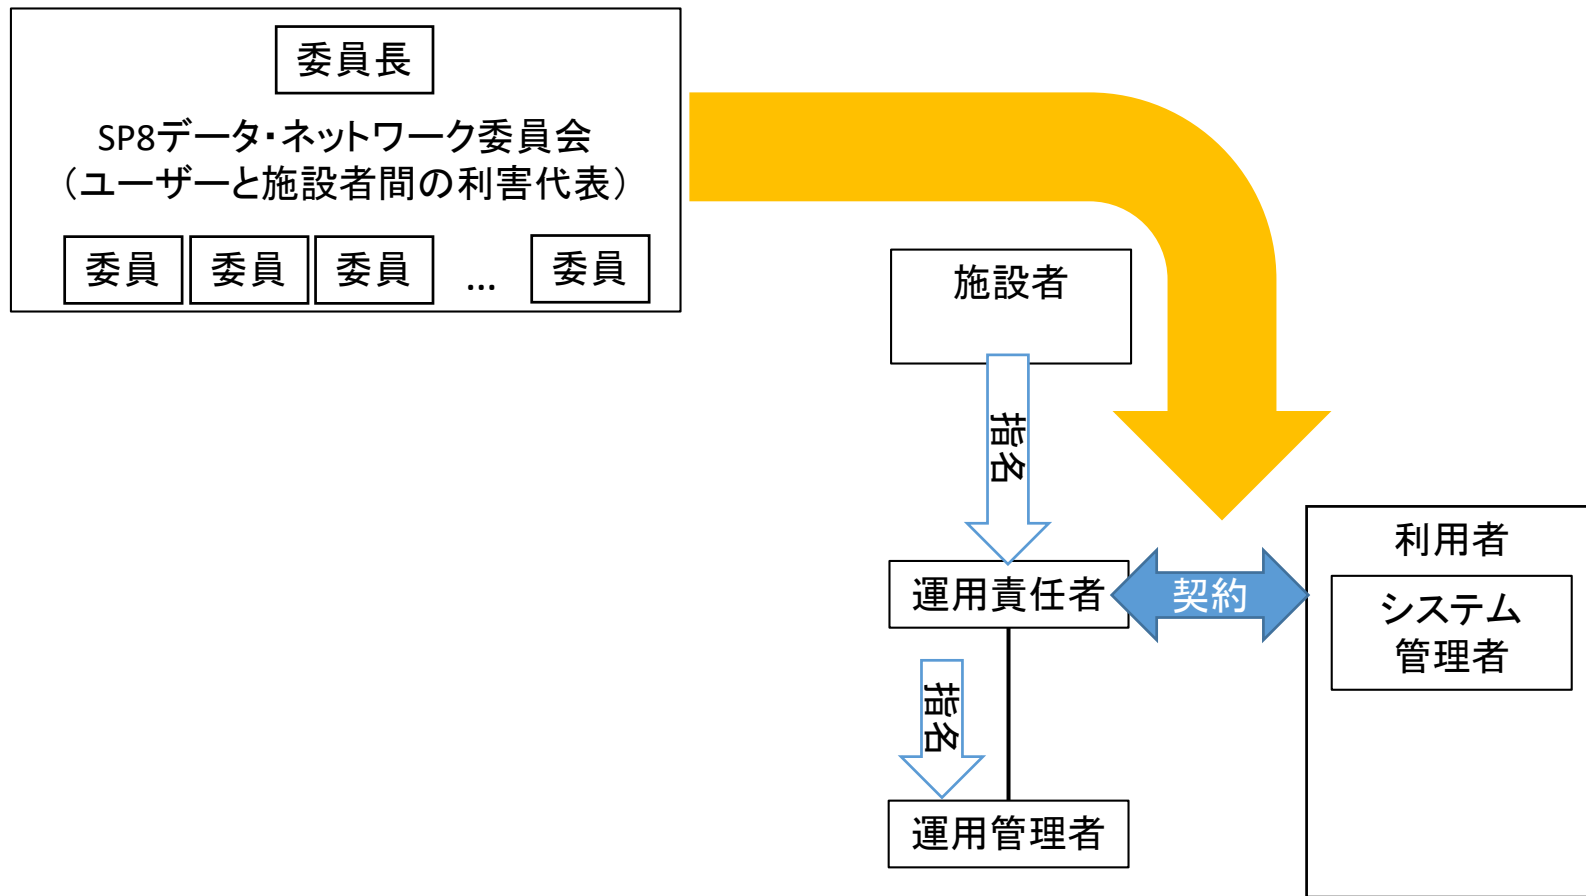 委員長
SP8データ・ネットワーク委員会
（ユーザーと施設者間の利害代表）
委員 委員 委員 … 委員
施設者
指名
運用責任者
契約
利用者
システム
管理者
指名
運用管理者